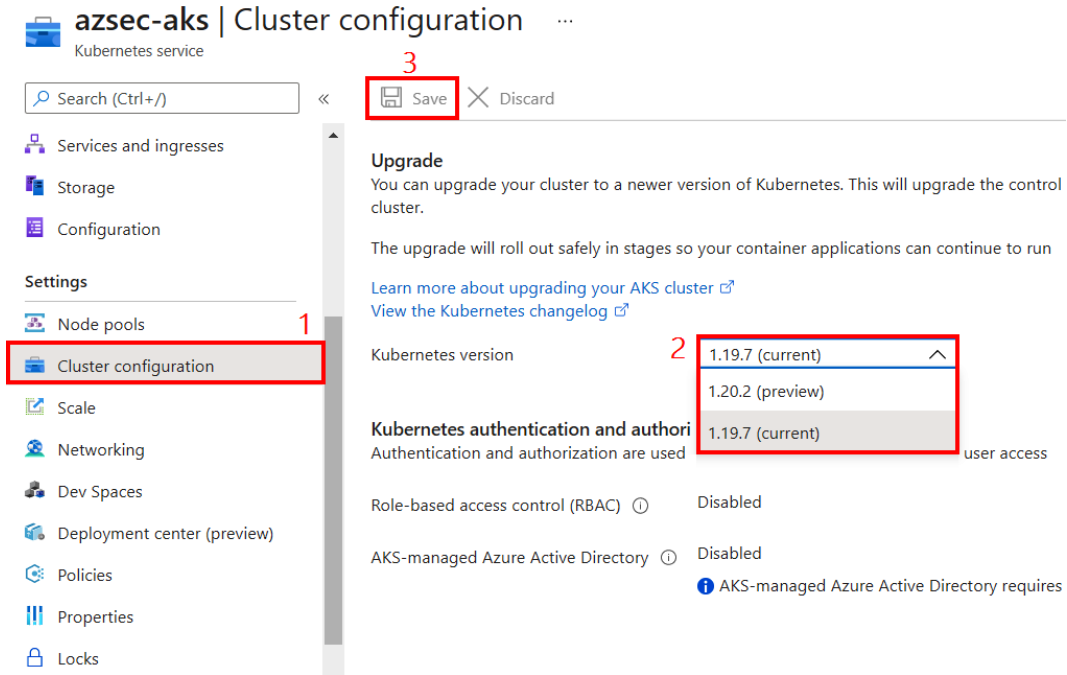 azsec-aks | Cluster configuration ...
Kubernetes service
3
Search (Ctrl+/) «
Save Discard
Services and ingresses
Storage
Configuration
Settings
Node pools
1
Cluster configuration
Scale
Networking
Dev Spaces
Deployment center (preview)
Policies
Properties
Locks
Upgrade
You can upgrade your cluster to a newer version of Kubernetes. This will upgrade the control
cluster.
The upgrade will roll out safely in stages so your container applications can continue to run
Learn more about upgrading your AKS cluster
View the Kubernetes changelog
Kubernetes version 2 1.19.7 (current)
1.20.2 (preview)
1.19.7 (current)
Kubernetes authentication and authori
Authentication and authorization are used user access
Role-based access control (RBAC) Disabled
AKS-managed Azure Active Directory Disabled
AKS-managed Azure Active Directory requires